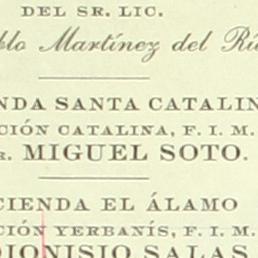 DEL SR. LIC.
blo Martínez del Rí
NDA SANTA CATALIN
CIÓN CATALINA, F. I. M.
R. MIGUEL SOTO.
CIENDA EL ÁLAMO
CIÓN YERBANÍS, F. I. M.
DIONISIO SALAS